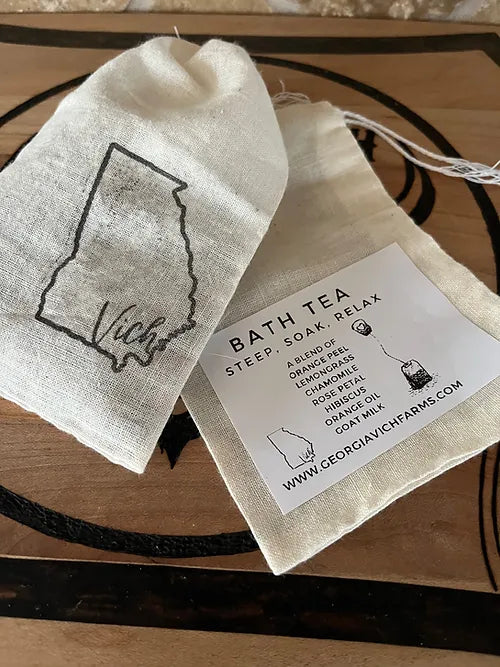 Vich
BATH TEA
STEEP, SOAK, RELAX
A BLEND OF
ORANGE PEEL
LEMONGRASS
CHAMOMILE
ROSE PETAL
HIBISCUS
ORANGE OIL
GOAT MILK
Vich
WWW.GEORGIAVICHFARMS.COM